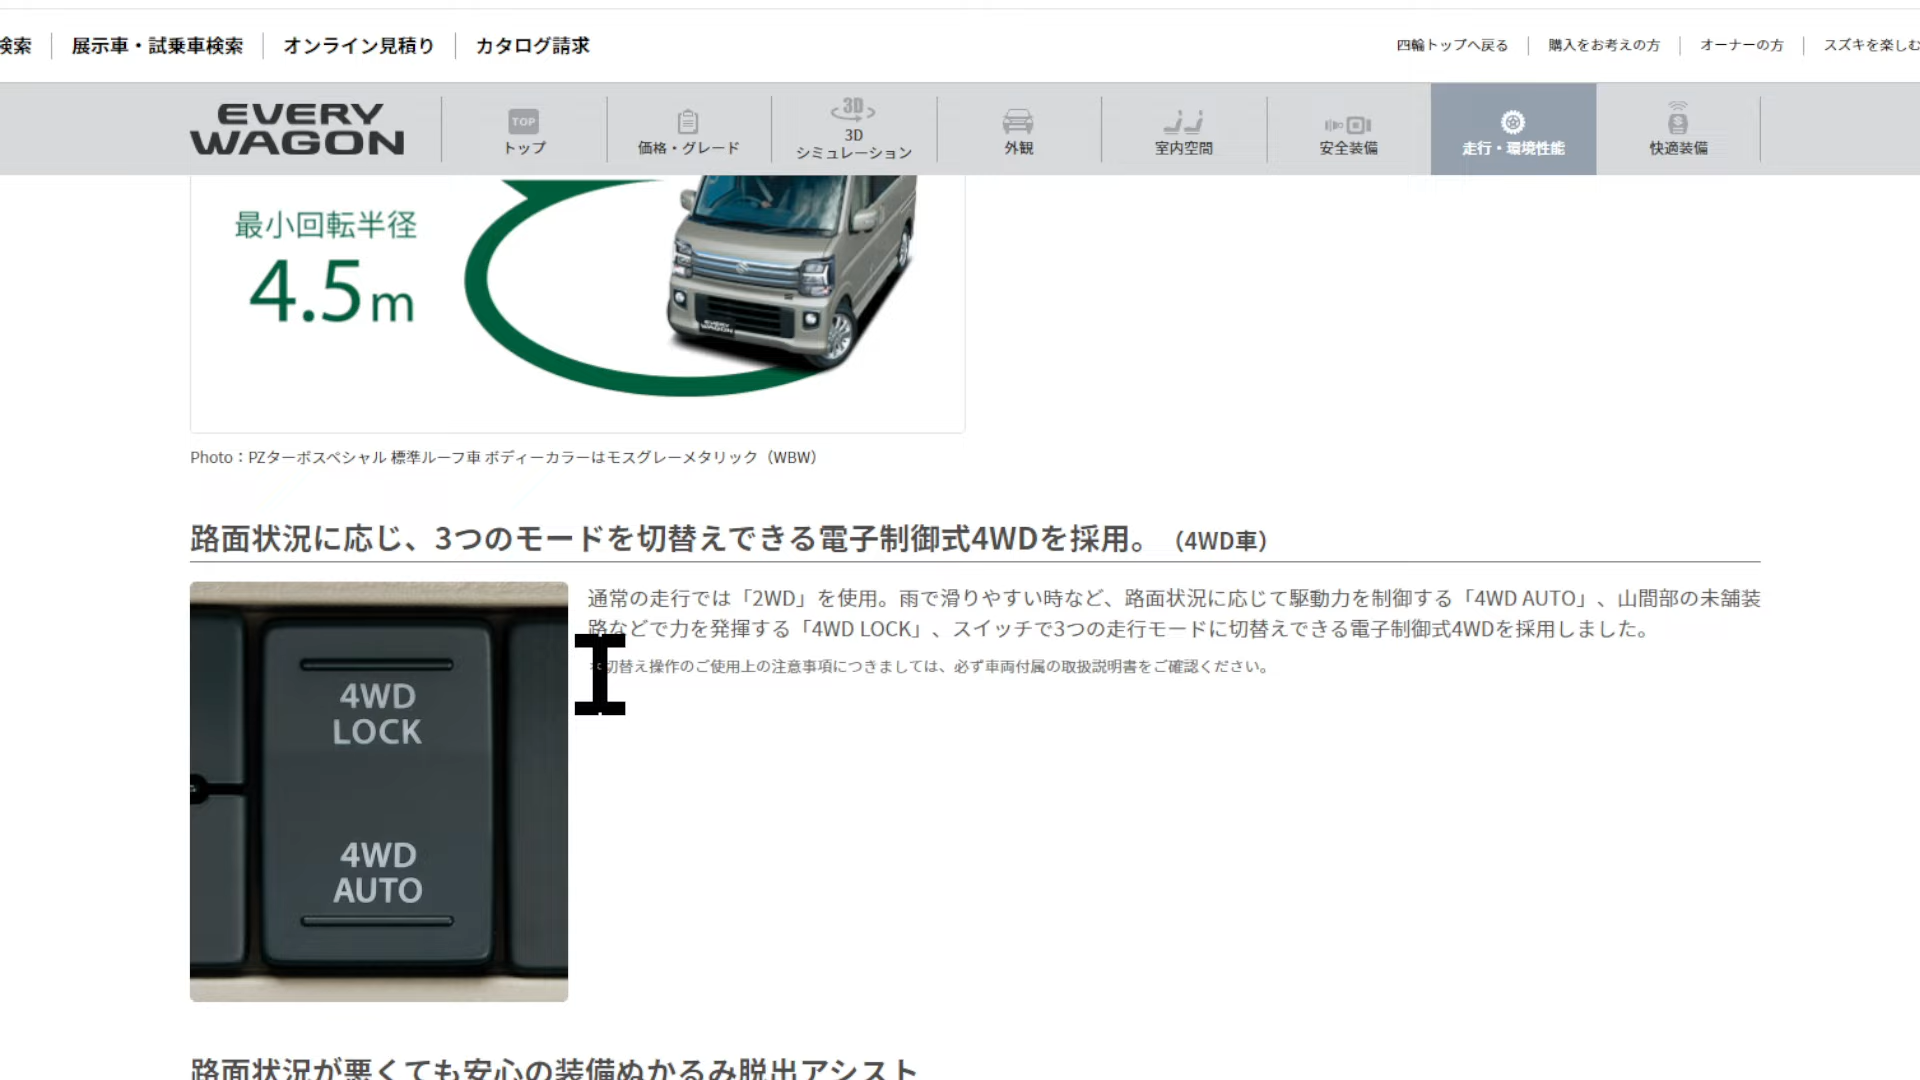 検索 展示車・試乗車検索 オンライン見積り カタログ請求 四輪トップへ戻る 購入をお考えの方 オーナーの方 スズキを楽しむ
EVERY
WAGON
TOP
トップ
価格・グレード
3D
3D
シミュレーション
外観
室内空間
安全装備
走行・環境性能
快適装備
最小回転半径
4.5m
EVERY
WAGON
Photo：PZターボスペシャル 標準ルーフ車 ボディーカラーはモスグレーメタリック（WBW）
路面状況に応じ、3つのモードを切替えできる電子制御式4WDを採用。（4WD車）
通常の走行では「2WD」を使用。雨で滑りやすい時など、路面状況に応じて駆動力を制御する「4WD AUTO」、山間部の未舗装
路などで力を発揮する「4WD LOCK」、スイッチで3つの走行モードに切替えできる電子制御式4WDを採用しました。
※切替え操作のご使用上の注意事項につきましては、必ず車両付属の取扱説明書をご確認ください。
4WD
LOCK
4WD
AUTO
路面状況が悪くても安心の装備ぬかるみ脱出アシスト